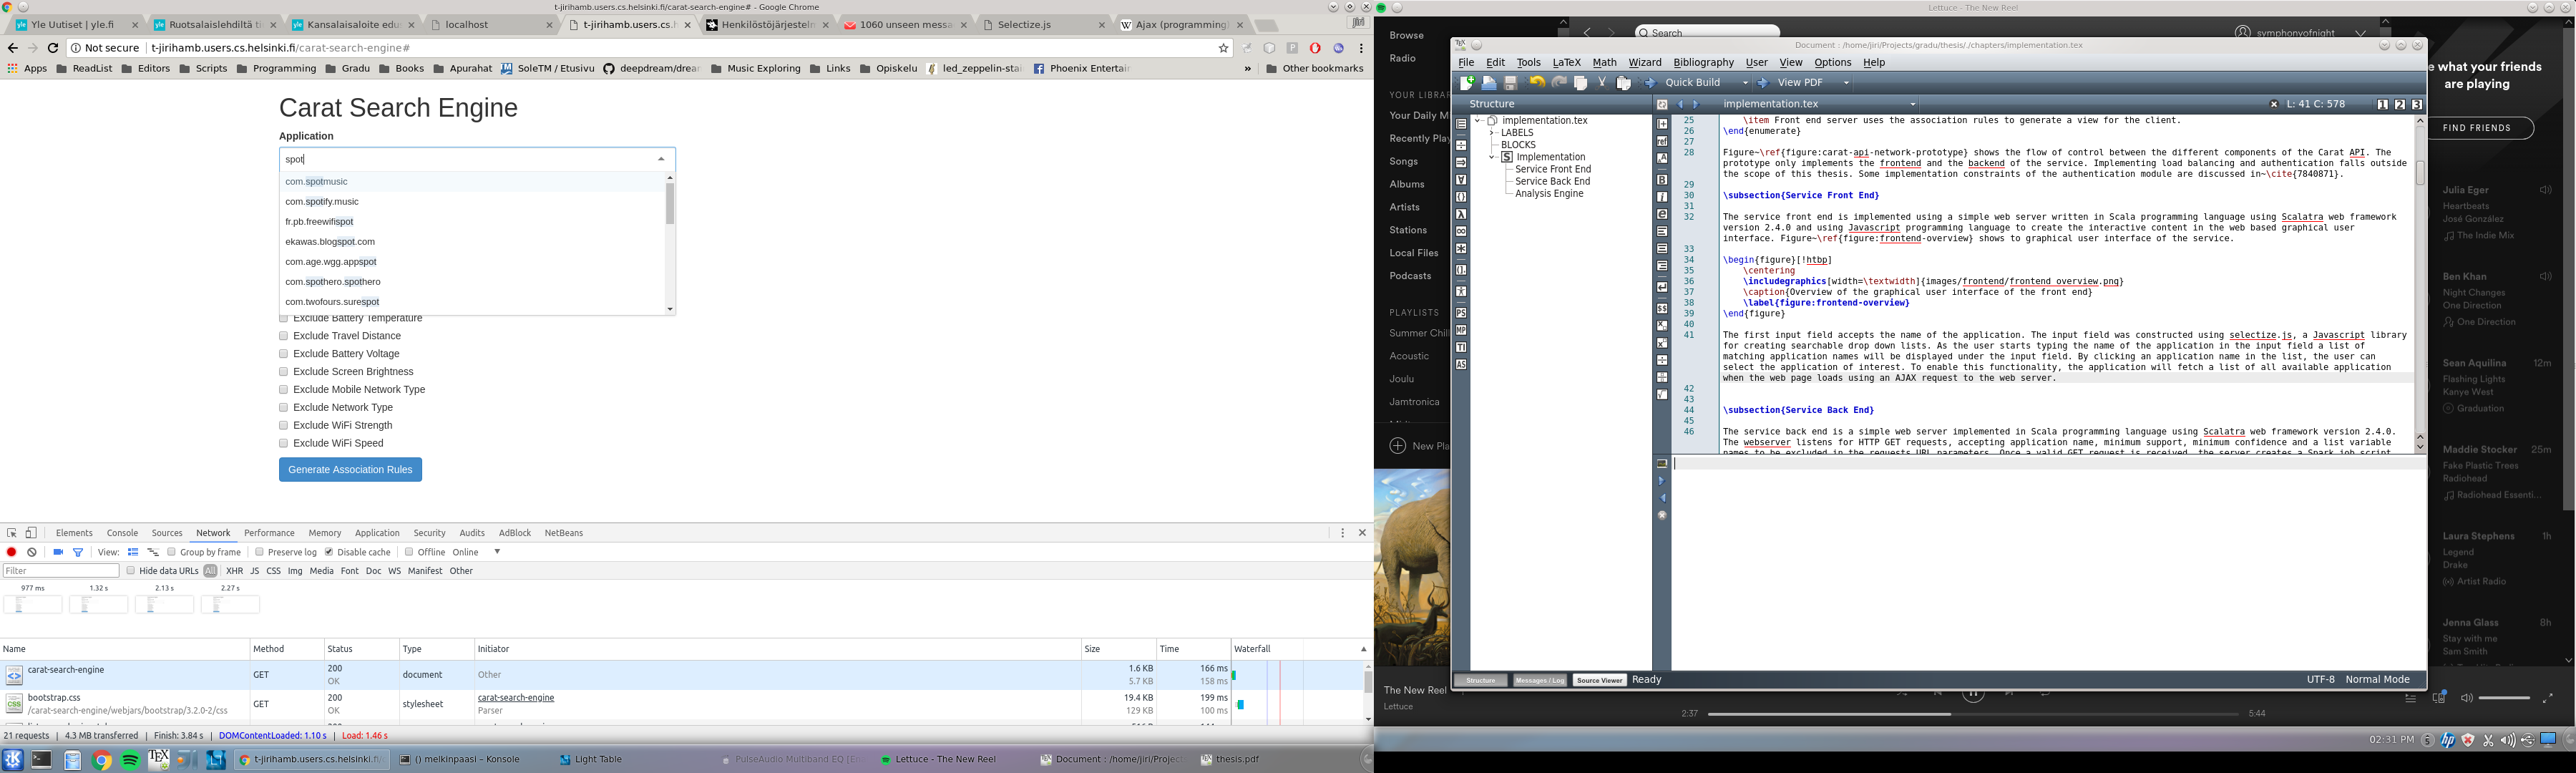 t-jirihamb.users.cs.helsinki.fi/carat-search-engine# - Google Chrome
Yle Uutiset | yle.fi
Ruotsalaislehdiltä t
Kansalaisaloite edu
localhost
t-jirihamb.users.cs.h
Henkilöstöjärjesteln
1060 unseen messa
Selectize.js
Ajax (programming)
Not secure | t-jirihamb.users.cs.helsinki.fi/carat-search-engine#
Apps ReadList Editors Scripts Programming Gradu Books Apurahat SoleTM / Etusivu deepdream/drea Music Exploring Links Opiskelu led_zeppelin-stai Phoenix Entertain » Other bookmarks
Carat Search Engine
Application
spot
com.spotmusic
com.spotify.music
fr.pb.freewifispot
ekawas.blogspot.com
com.age.wgg.appspot
com.spothero.spothero
com.twofours.surespot
Exclude Battery Temperature
Exclude Travel Distance
Exclude Battery Voltage
Exclude Screen Brightness
Exclude Mobile Network Type
Exclude Network Type
Exclude WiFi Strength
Exclude WiFi Speed
Generate Association Rules
Elements Console Sources Network Performance Memory Application Security Audits AdBlock NetBeans
View: Group by frame Preserve log Disable cache Offline Online
Filter Hide data URLs All XHR JS CSS Img Media Font Doc WS Manifest Other
977 ms 1.32 s 2.13 s 2.27 s
Name Method Status Type Initiator Size Time Waterfall
carat-search-engine GET 200 OK document Other 1.6 KB 5.7 KB 166 ms 158 ms
bootstrap.css /carat-search-engine/webjars/bootstrap/3.2.0-2/css GET 200 OK stylesheet carat-search-engine Parser 19.4 KB 129 KB 199 ms 100 ms
21 requests | 4.3 MB transferred | Finish: 3.84 s | DOMContentLoaded: 1.10 s | Load: 1.46 s
t-jirihamb.users.cs.helsinki.fi/
() melkinpaasi – Konsole
Light Table
PulseAudio Multiband EQ
Lettuce - The New Reel
Document : /home/jiri/Project
thesis.pdf
Lettuce - The New Reel
Search
symphonyofnight
Browse
Radio
YOUR LIBRAR
Your Daily M
Recently Play
Songs
Albums
Artists
Stations
Local Files
Podcasts
PLAYLISTS
Summer Chill
Acoustic
Joulu
Jamtronica
New Pla
The New Reel
Lettuce
Document : /home/jiri/Projects/gradu/thesis/./chapters/implementation.tex
File Edit Tools LaTeX Math Wizard Bibliography User View Options Help
Quick Build View PDF
Structure
implementation.tex
L: 41 C: 578
1 2 3
implementation.tex
LABELS
BLOCKS
Implementation
Service Front End
Service Back End
Analysis Engine
25 \item Front end server uses the association rules to generate a view for the client.
26 \end{enumerate}
27
28 Figure~\ref{figure:carat-api-network-prototype} shows the flow of control between the different components of the Carat API. The
prototype only implements the frontend and the backend of the service. Implementing load balancing and authentication falls outside
the scope of this thesis. Some implementation constraints of the authentication module are discussed in~\cite{7840871}.
29
30 \subsection{Service Front End}
31
32 The service front end is implemented using a simple web server written in Scala programming language using Scalatra web framework
version 2.4.0 and using Javascript programming language to create the interactive content in the web based graphical user
interface. Figure~\ref{figure:frontend-overview} shows to graphical user interface of the service.
33
34 \begin{figure}[!htbp]
35 \centering
36 \includegraphics[width=\textwidth]{images/frontend/frontend_overview.png}
37 \caption{Overview of the graphical user interface of the front end}
38 \label{figure:frontend-overview}
39 \end{figure}
40
41 The first input field accepts the name of the application. The input field was constructed using selectize.js, a Javascript library
for creating searchable drop down lists. As the user starts typing the name of the application in the input field a list of
matching application names will be displayed under the input field. By clicking an application name in the list, the user can
select the application of interest. To enable this functionality, the application will fetch a list of all available application
when the web page loads using an AJAX request to the web server.
42
43
44 \subsection{Service Back End}
45
46 The service back end is a simple web server implemented in Scala programming language using Scalatra web framework version 2.4.0.
The webserver listens for HTTP GET requests, accepting application name, minimum support, minimum confidence and a list variable
names to be excluded in the requests URL parameters. Once a valid GET request is received, the server creates a Spark job script
Structure Messages / Log Source Viewer Ready
UTF-8 Normal Mode
e what your friends
are playing
FIND FRIENDS
Julia Eger
Heartbeats
José González
The Indie Mix
Ben Khan
Night Changes
One Direction
One Direction
Sean Aquilina 12m
Flashing Lights
Kanye West
Graduation
Maddie Stocker 25m
Fake Plastic Trees
Radiohead
Radiohead Essenti...
Laura Stephens 1h
Legend
Drake
Artist Radio
Jenna Glass 8h
Stay with me
Sam Smith
2:37 5:44
02:31 PM